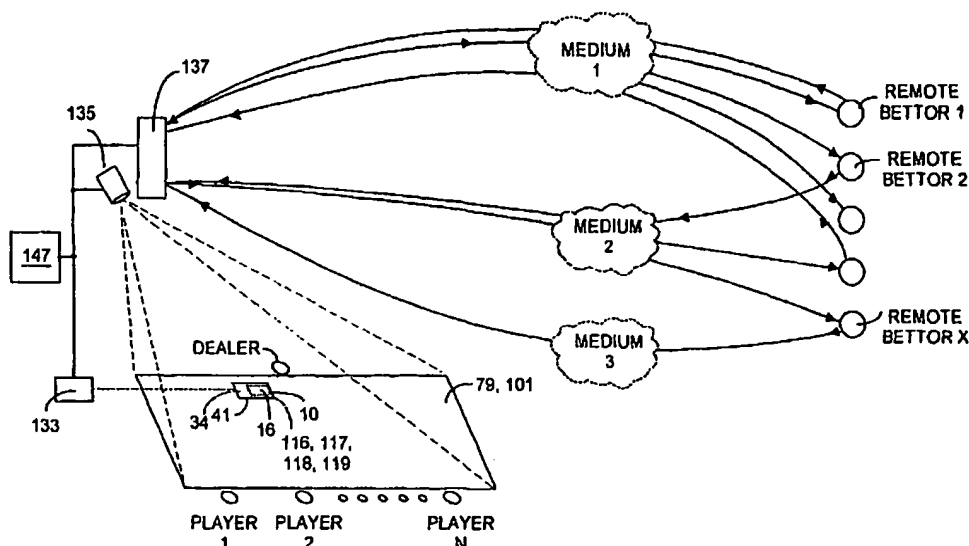 137
135
147
133
MEDIUM
1
REMOTE
BETTOR 1
REMOTE
BETTOR 2
MEDIUM
2
MEDIUM
3
REMOTE
BETTOR X
DEALER
79, 101
34
41
16
10
116, 117,
118, 119
PLAYER
1
PLAYER
2
PLAYER
N